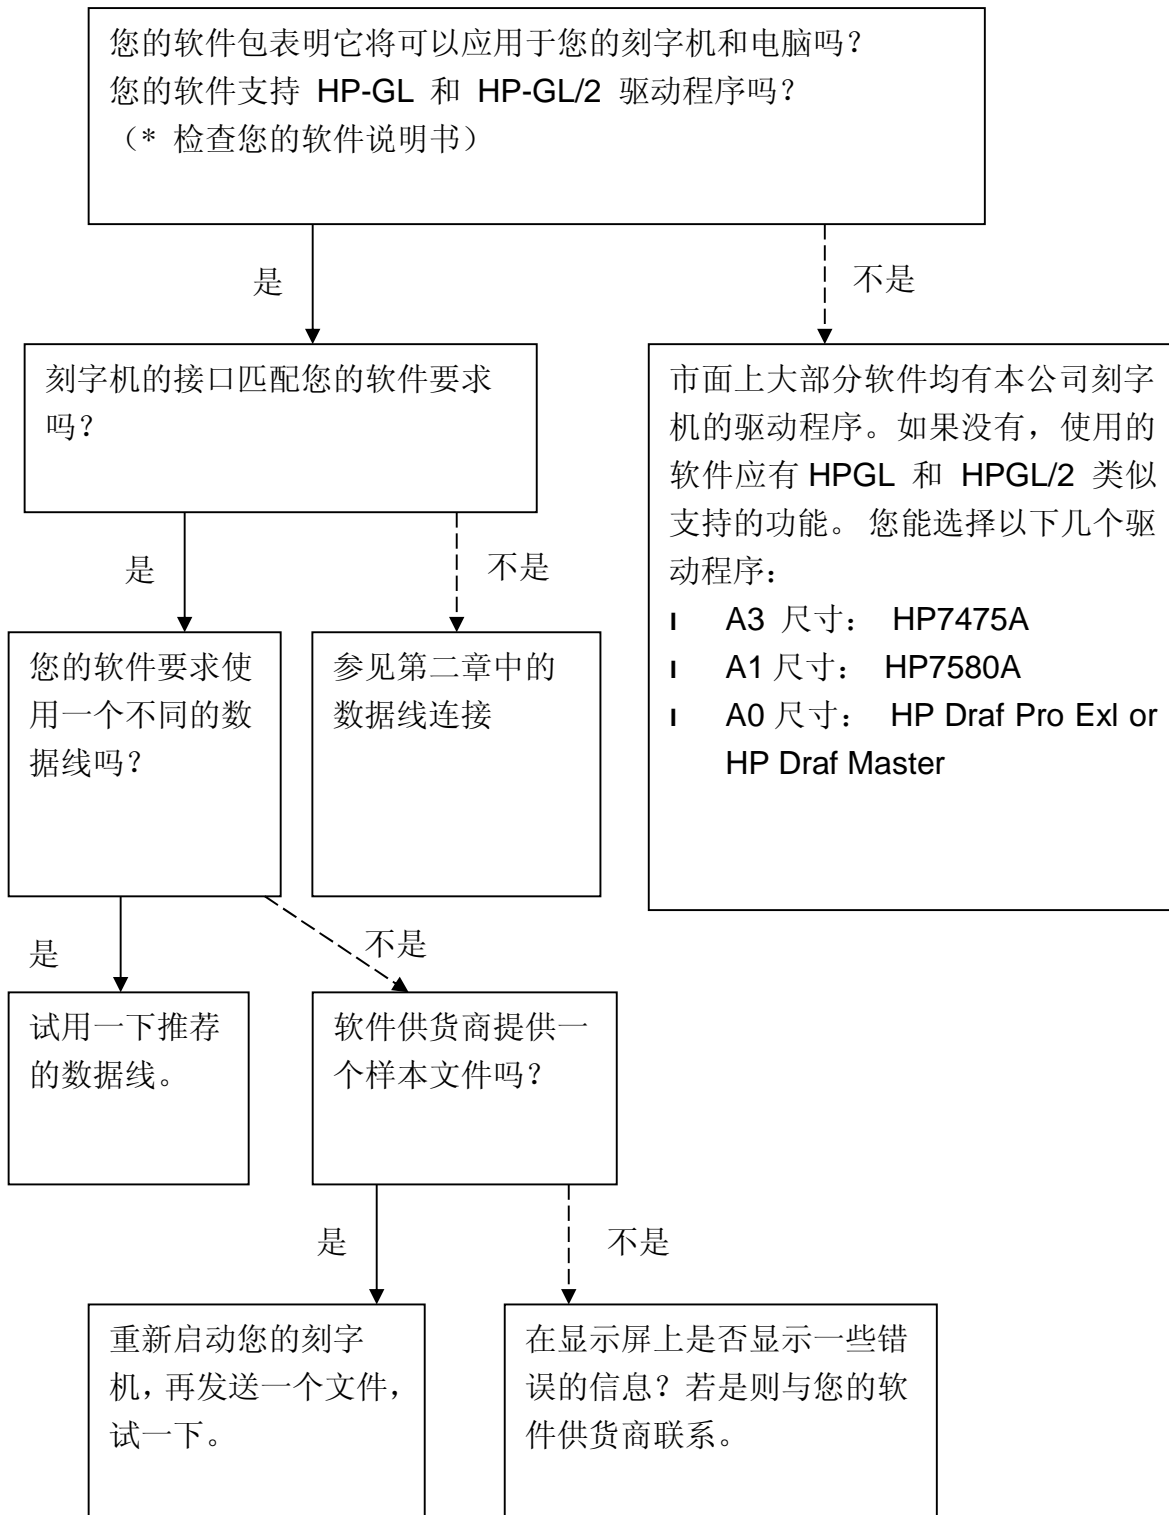 您的软件包表明它将可以应用于您的刻字机和电脑吗？
您的软件支持 HP-GL 和 HP-GL/2 驱动程序吗？
（* 检查您的软件说明书）
是
不是
刻字机的接口匹配您的软件要求
吗？
市面上大部分软件均有本公司刻字
机的驱动程序。如果没有，使用的
软件应有 HPGL 和 HPGL/2 类似
支持的功能。 您能选择以下几个驱
动程序：
l A3 尺寸： HP7475A
l A1 尺寸： HP7580A
l A0 尺寸： HP Draf Pro Exl or
HP Draf Master
是
不是
您的软件要求使
用一个不同的数
据线吗？
参见第二章中的
数据线连接
是
不是
试用一下推荐
的数据线。
软件供货商提供一
个样本文件吗？
是
不是
重新启动您的刻字
机，再发送一个文件，
试一下。
在显示屏上是否显示一些错
误的信息？若是则与您的软
件供货商联系。